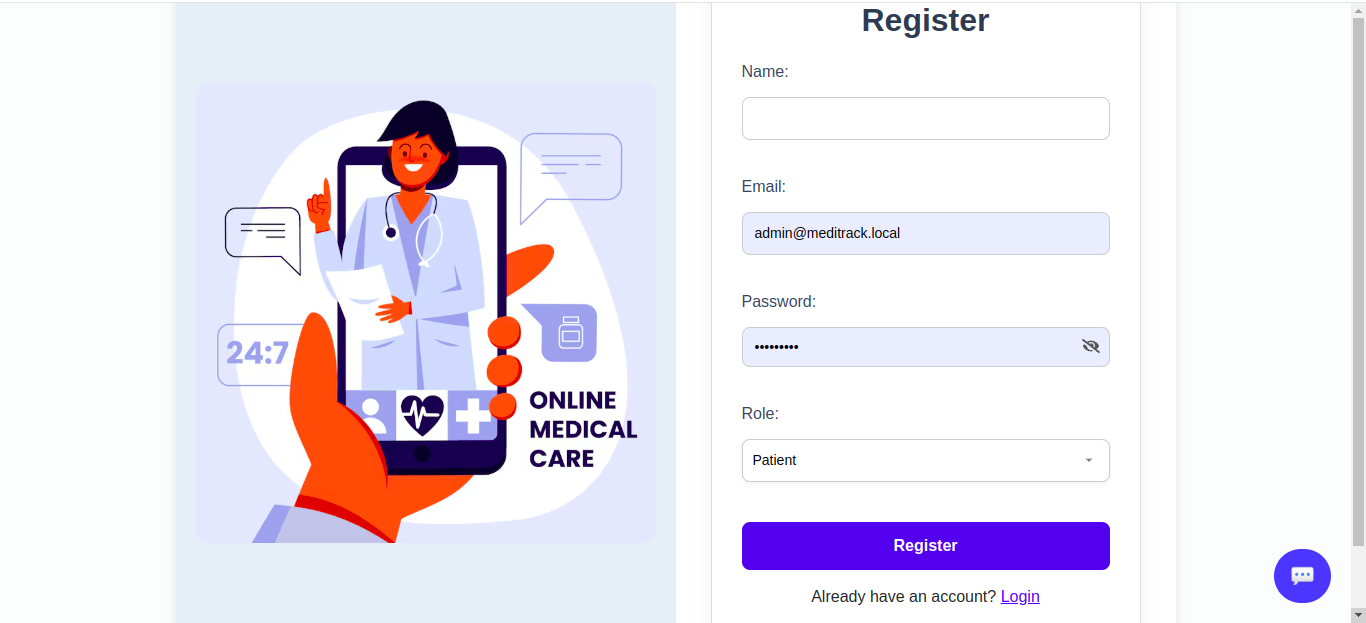 Register
Name:
Email:
admin@meditrack.local
Password:
•••••••••
Role:
Patient
Register
Already have an account? Login
24:7
ONLINE
MEDICAL
CARE